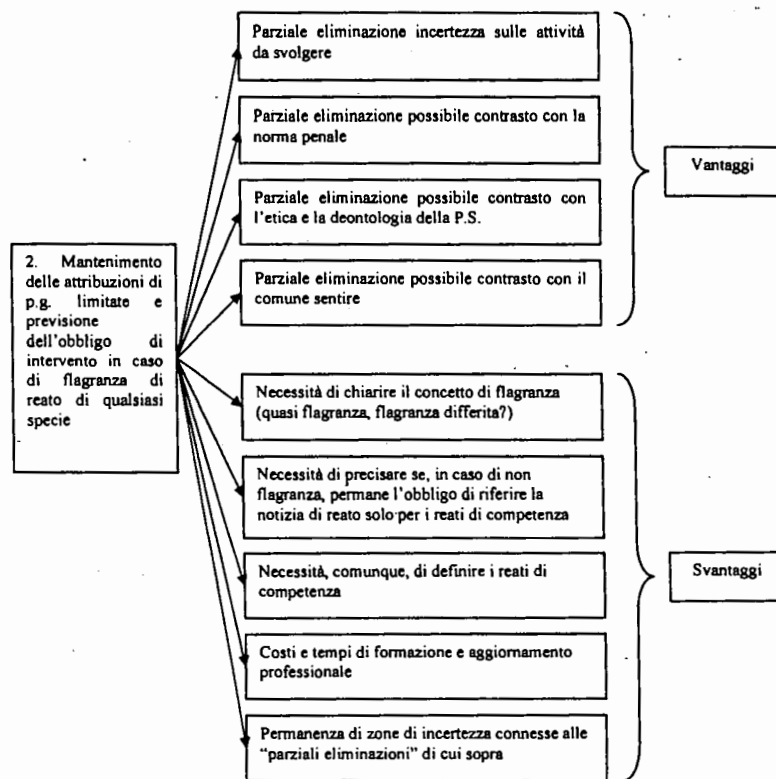 Parziale eliminazione incertezza sulle attività
da svolgere
Parziale eliminazione possibile contrasto con la
norma penale
Parziale eliminazione possibile contrasto con
l'etica e la deontologia della P.S.
Parziale eliminazione possibile contrasto con il
comune sentire
Vantaggi
2. Mantenimento
delle attribuzioni di
p.g. limitate e
previsione
dell'obbligo di
intervento in caso
di flagranza di
reato di qualsiasi
specie
Necessità di chiarire il concetto di flagranza
(quasi flagranza, flagranza differita?)
Necessità di precisare se, in caso di non
flagranza, permane l'obbligo di riferire la
notizia di reato solo per i reati di competenza
Necessità, comunque, di definire i reati di
competenza
Costi e tempi di formazione e aggiornamento
professionale
Permanenza di zone di incertezza connesse alle
"parziali eliminazioni" di cui sopra
Svantaggi